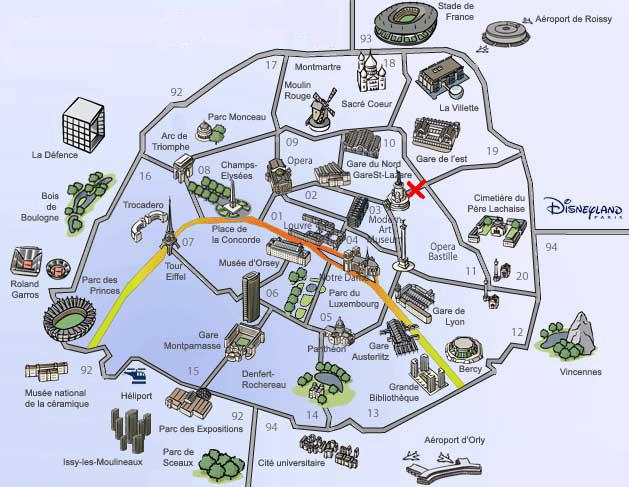 Stade de
France
Aéroport de Roissy
93
17
Montmartre
18
92
Moulin
Rouge
Sacré Coeur
La Villette
Parc Monceau
La Défence
Arc de
Triomphe
09
10
19
Opera
Gare du Nord
Gare de l'est
GareSt-Lazare
16
Champs-
Elysées
08
02
Bois
de
Boulogne
Trocadero
01
03
Cimetière du
Père Lachaise
DISNEYLAND
PARIS
Place de
la Concorde
Louvre
Modern
Art
Museum
04
94
07
Opera
Bastille
Tour
Eiffel
Musée d'Orsey
Notre Dame
11
20
Roland
Garros
Parc des
Princes
06
Parc du
Luxembourg
05
Gare de
Lyon
12
Gare
Montparnasse
Panthéon
Gare
Austerlitz
Bercy
Vincennes
92
Musée national
de la céramique
Héliport
15
Denfert-
Rochereau
Grande
Bibliothèque
92
14
13
Parc des Expositions
94
Issy-les-Moulineaux
Parc de
Sceaux
Cité universitaire
Aéroport d'Orly